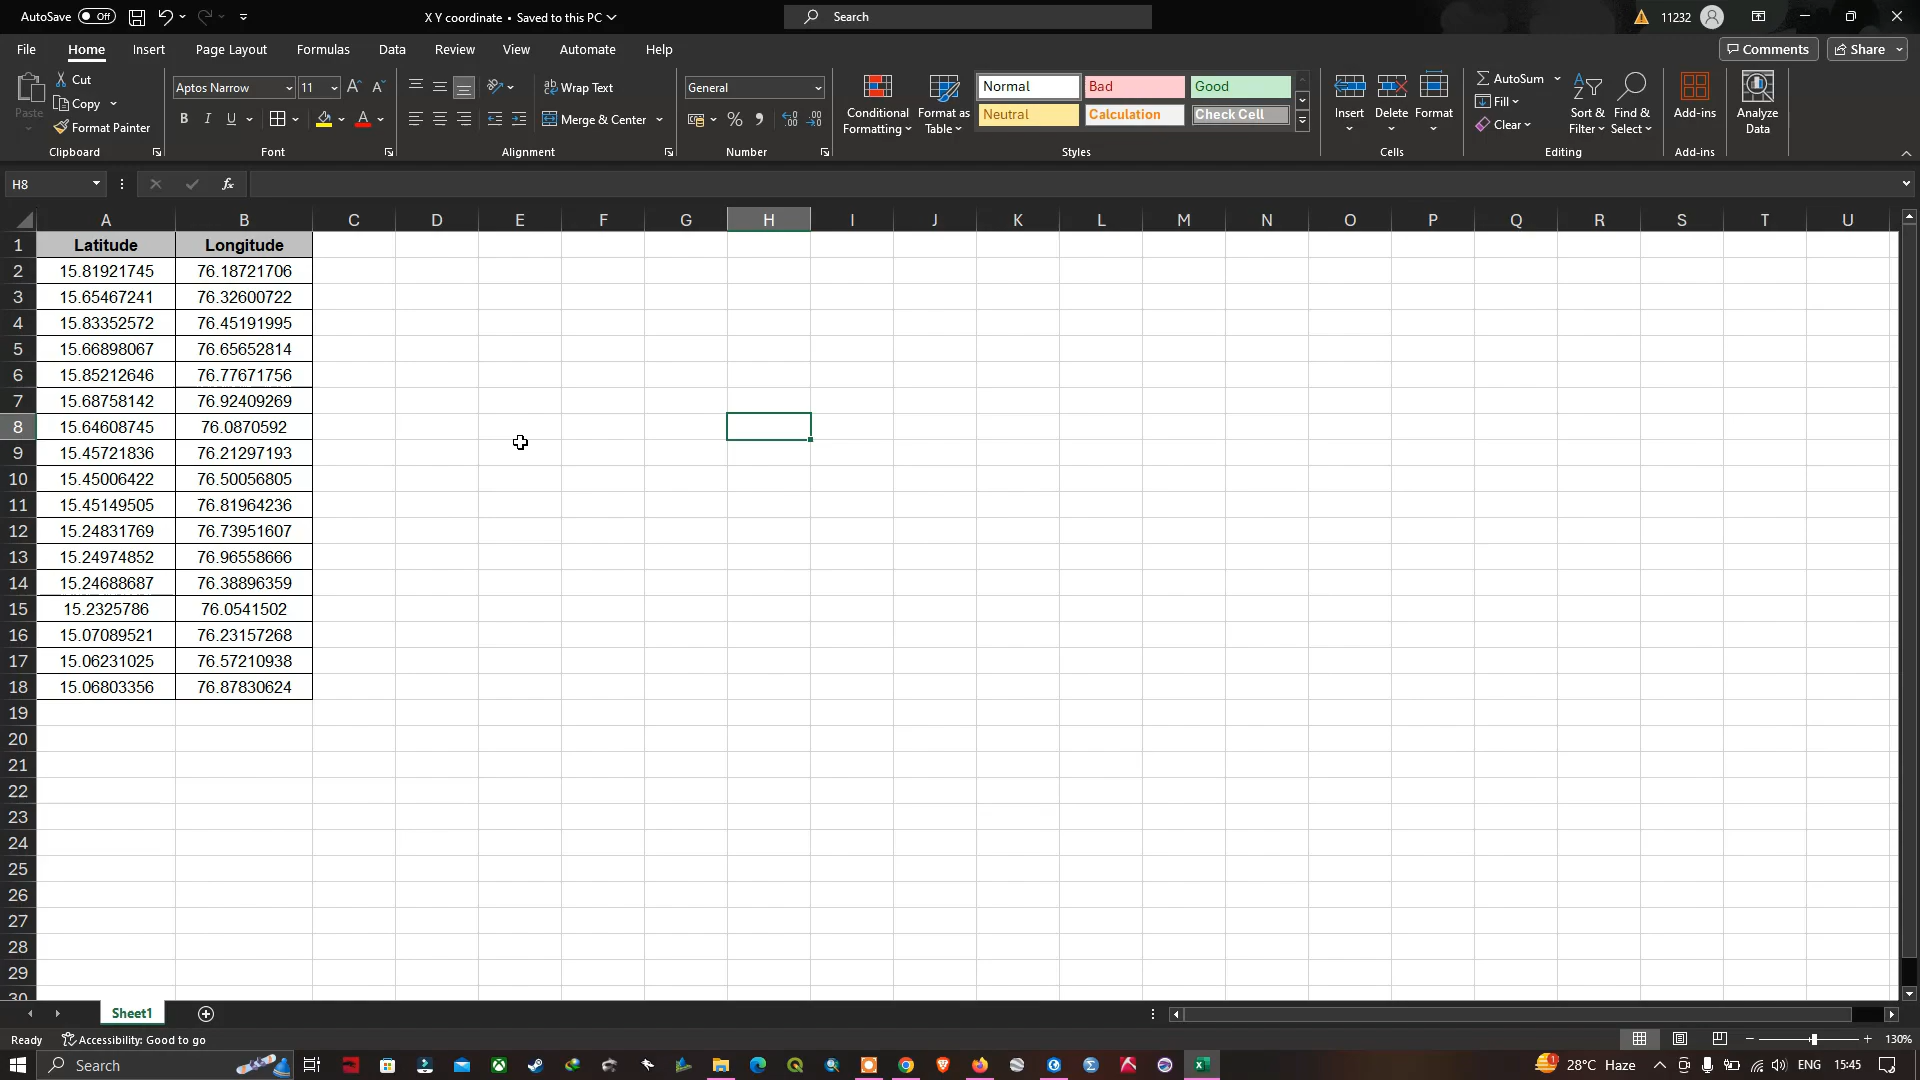 AutoSave Off X Y coordinate • Saved to this PC Search 11232
File Home Insert Page Layout Formulas Data Review View Automate Help Comments Share
Paste
Cut
Copy
Format Painter
Clipboard
Aptos Narrow 11
B I U
Font
Wrap Text
Merge & Center
Alignment
General
Number
Conditional Formatting
Format as Table
Normal Bad Good
Neutral Calculation Check Cell
Styles
Insert Delete Format
Cells
AutoSum
Fill
Clear
Sort & Filter
Find & Select
Editing
Add-ins
Add-ins
Analyze Data
H8 fx
A B C D E F G H I J K L M N O P Q R S T U
1 Latitude Longitude
2 15.81921745 76.18721706
3 15.65467241 76.32600722
4 15.83352572 76.45191995
5 15.66898067 76.65652814
6 15.85212646 76.77671756
7 15.68758142 76.92409269
8 15.64608745 76.0870592
9 15.45721836 76.21297193
10 15.45006422 76.50056805
11 15.45149505 76.81964236
12 15.24831769 76.73951607
13 15.24974852 76.96558666
14 15.24688687 76.38896359
15 15.2325786 76.0541502
16 15.07089521 76.23157268
17 15.06231025 76.57210938
18 15.06803356 76.87830624
19
20
21
22
23
24
25
26
27
28
29
30
Sheet1
Ready Accessibility: Good to go 130%
Search 28°C Haze ENG 15:45